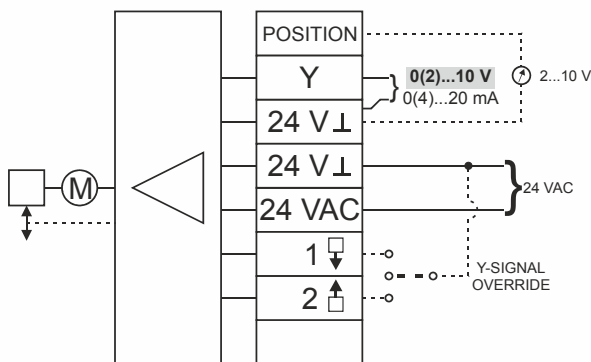 POSITION
Y
0(2)...10 V
2...10 V
0(4)...20 mA
24 V⊥
M
24 V⊥
24 VAC
24 VAC
1
Y-SIGNAL
OVERRIDE
2